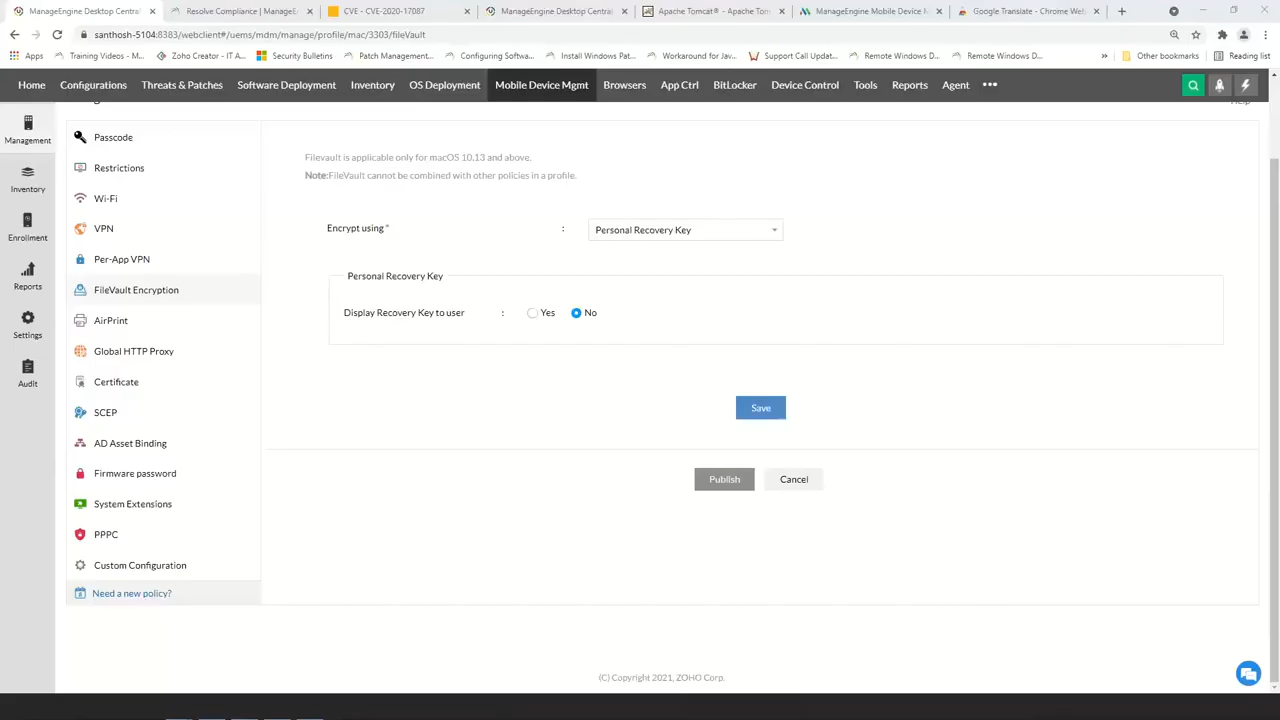 ManageEngine Desktop Central
Resolve Compliance | ManageE
CVE - CVE-2020-17087
ManageEngine Desktop Central
Apache Tomcat® - Apache Tom
ManageEngine Mobile Device M
Google Translate - Chrome Web
santhosh-5104:8383/webclient#/uems/mdm/manage/profile/mac/3303/fileVault
Apps
Training Videos - M...
Zoho Creator - IT A...
Security Bulletins
Patch Management...
Configuring Softwar...
Install Windows Pat...
Workaround for Jav...
Support Call Updat...
Remote Windows D...
Remote Windows D...
»
Other bookmarks
Reading list
Home
Configurations
Threats & Patches
Software Deployment
Inventory
OS Deployment
Mobile Device Mgmt
Browsers
App Ctrl
BitLocker
Device Control
Tools
Reports
Agent
•••
Management
Inventory
Enrollment
Reports
Settings
Audit
Passcode
Restrictions
Wi-Fi
VPN
Per-App VPN
FileVault Encryption
AirPrint
Global HTTP Proxy
Certificate
SCEP
AD Asset Binding
Firmware password
System Extensions
PPPC
Custom Configuration
Need a new policy?
Filevault is applicable only for macOS 10.13 and above.
Note:FileVault cannot be combined with other policies in a profile.
Encrypt using * : Personal Recovery Key
Personal Recovery Key
Display Recovery Key to user : Yes No
Save
Publish Cancel
(C) Copyright 2021, ZOHO Corp.